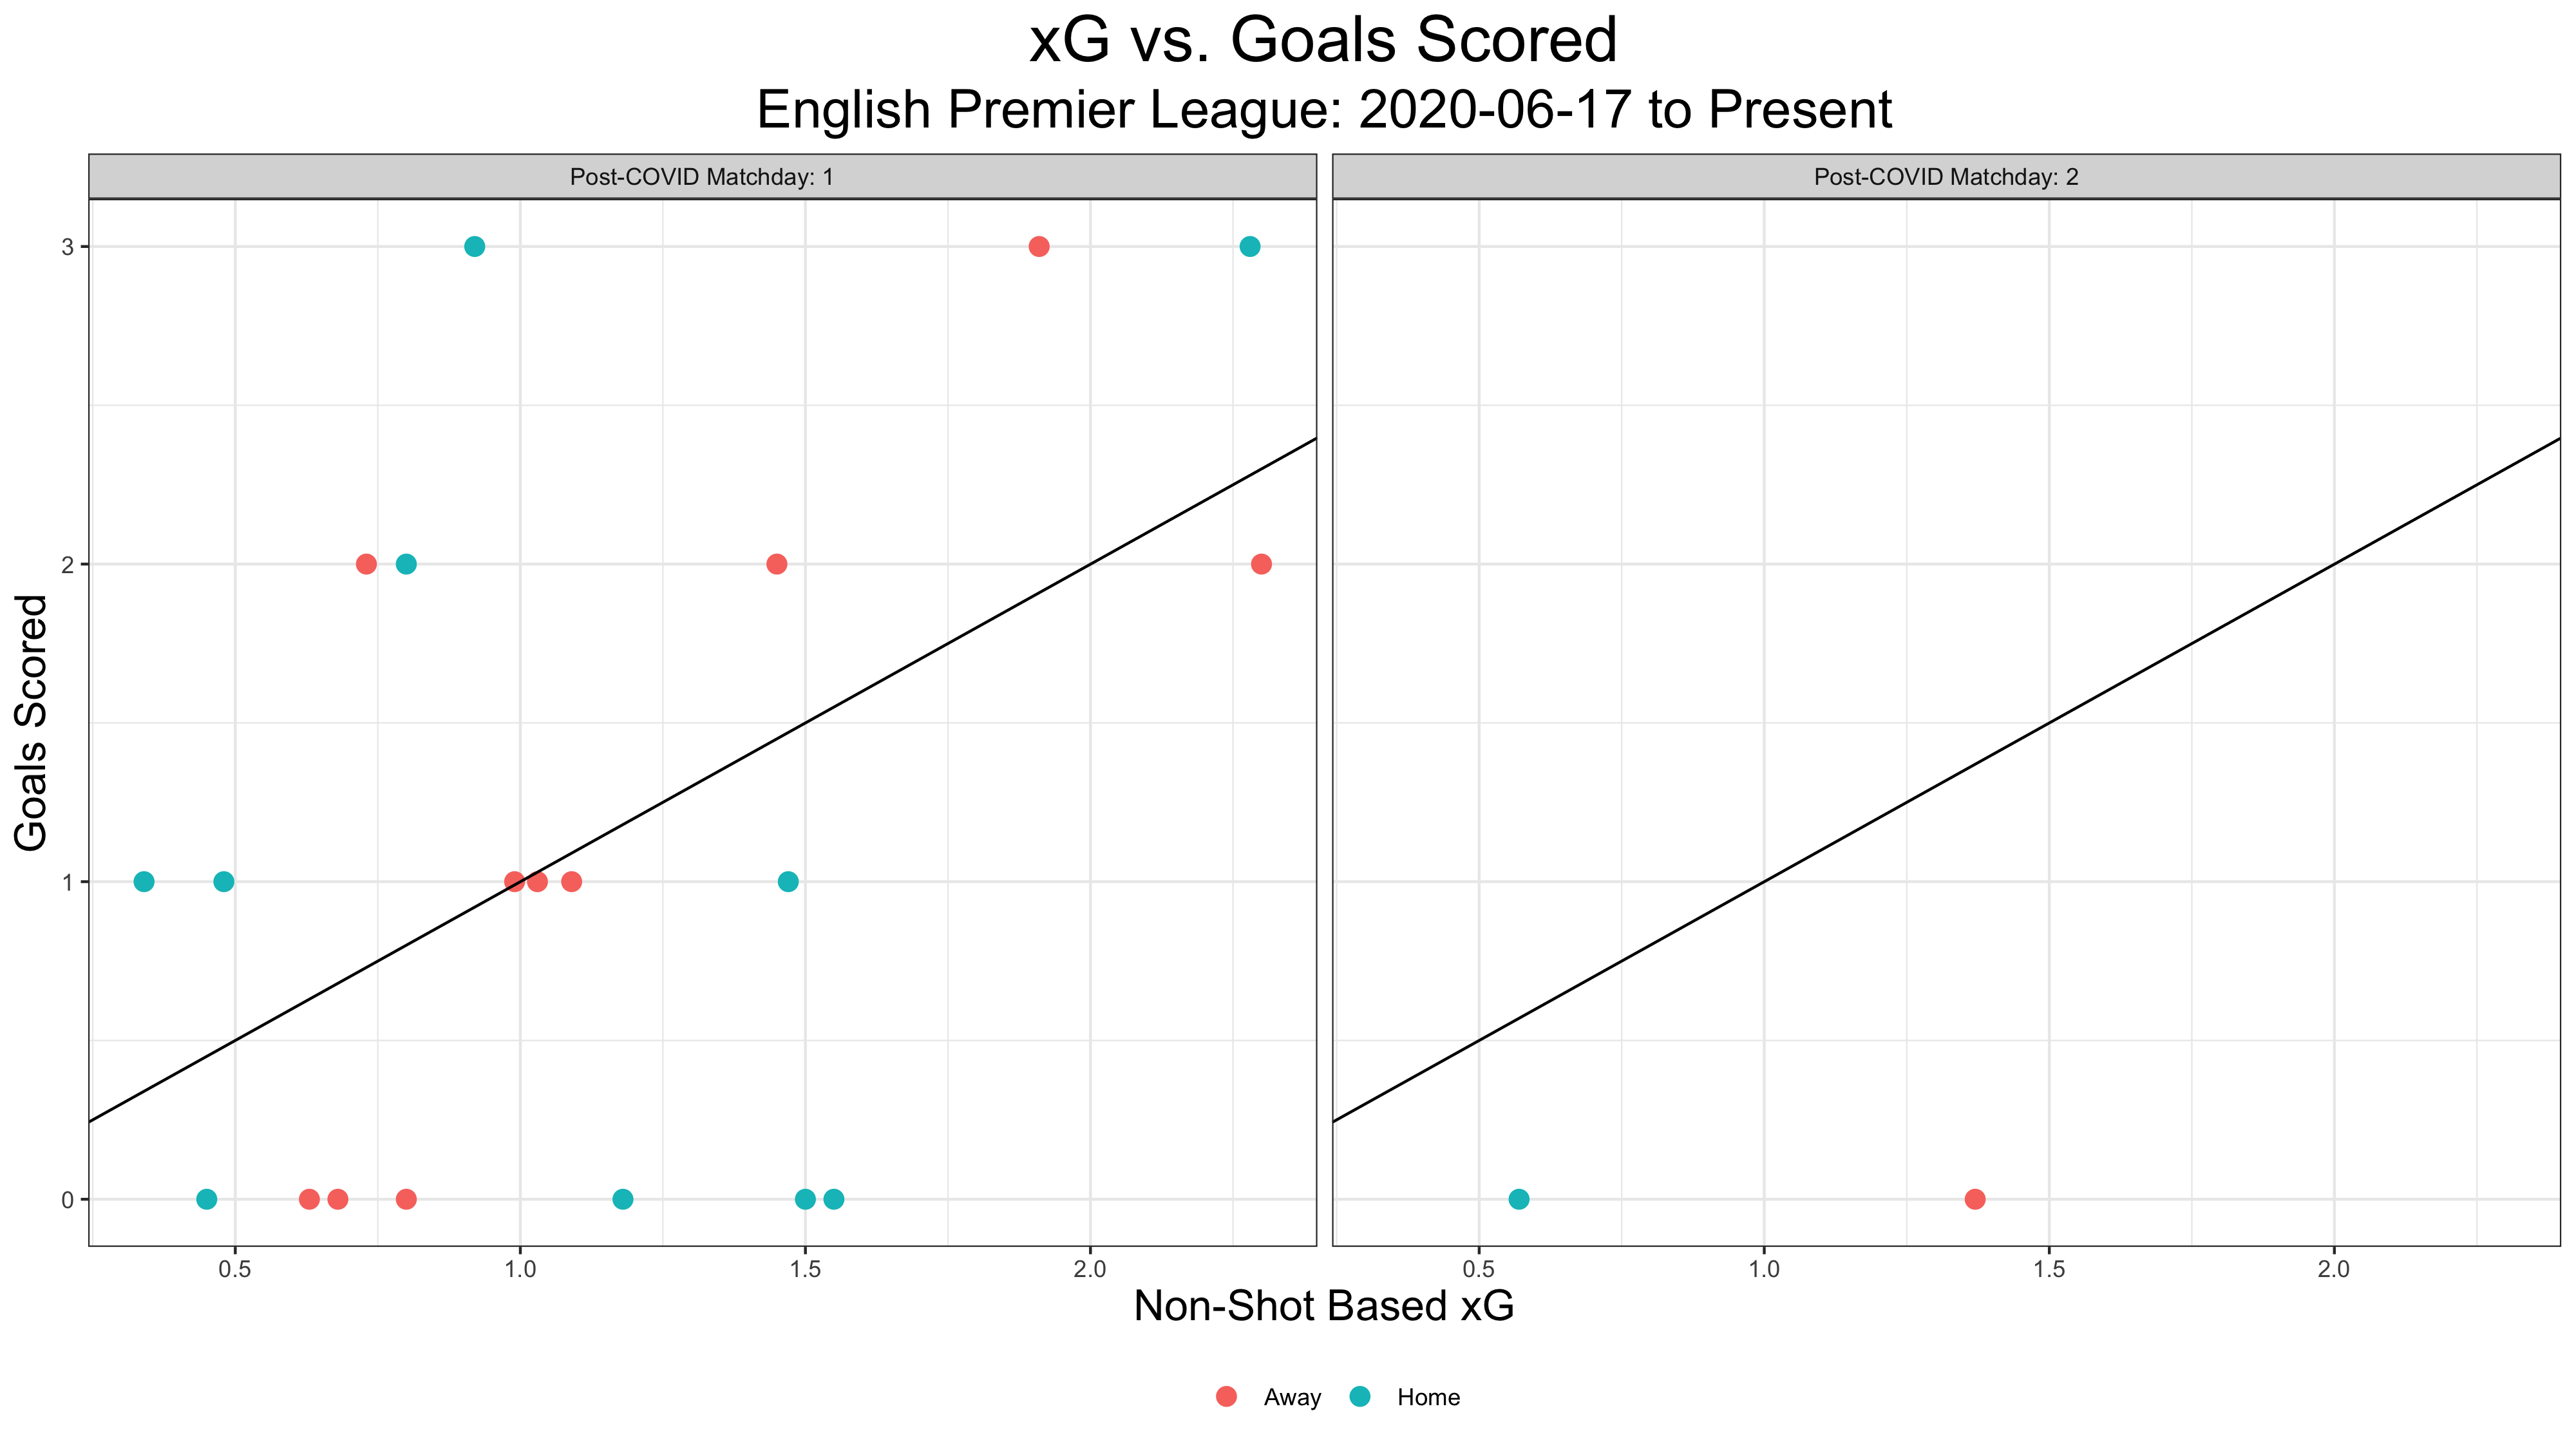 xG vs. Goals Scored
English Premier League: 2020-06-17 to Present
Post-COVID Matchday: 1
Post-COVID Matchday: 2
Goals Scored
3
2
1
0
0.5 1.0 1.5 2.0
0.5 1.0 1.5 2.0
Non-Shot Based xG
Away Home